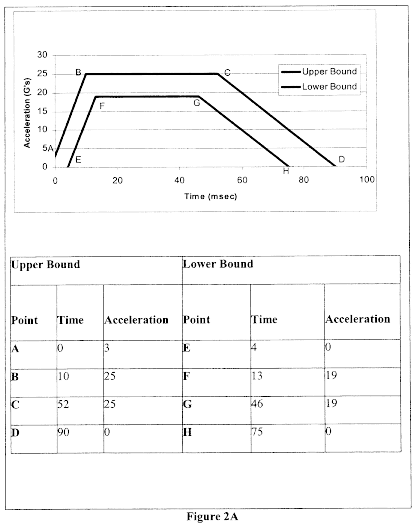 30
25
20
15
10
5
0
Acceleration (G's)
A
B
C
D
E
F
G
H
Upper Bound
Lower Bound
0 20 40 60 80 100
Time (msec)
Upper Bound Lower Bound
Point Time Acceleration Point Time Acceleration
A 0 3 E 4 0
B 10 25 F 13 19
C 52 25 G 46 19
D 90 0 H 75 0
Figure 2A